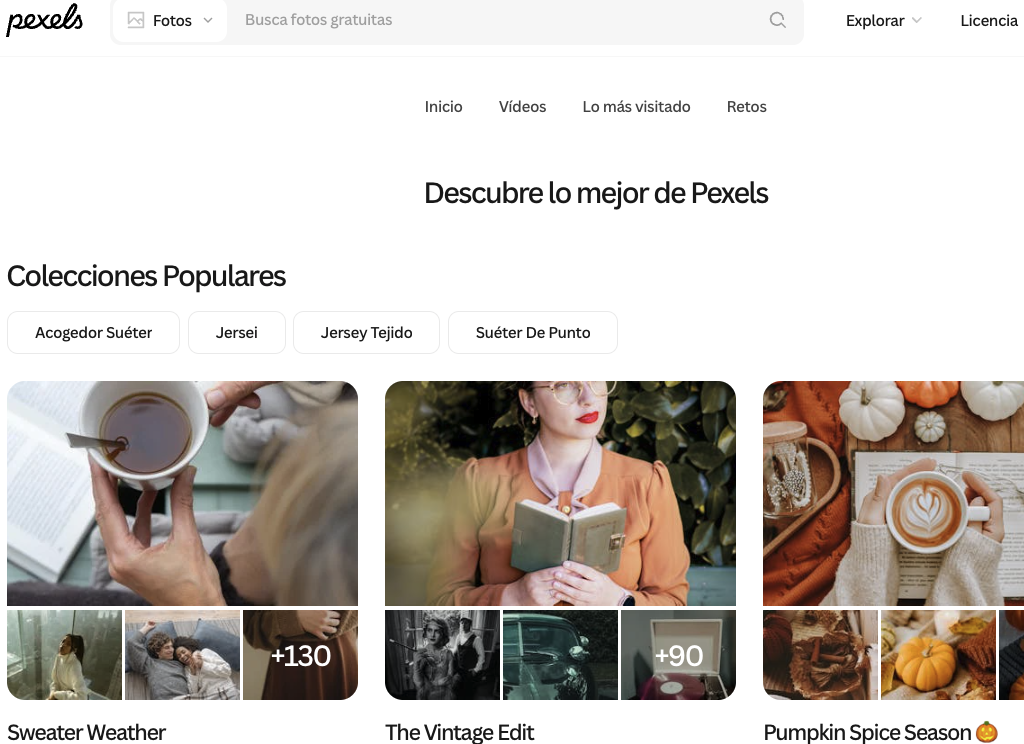 pexels
Fotos
Busca fotos gratuitas
Explorar
Licencia
Inicio Vídeos Lo más visitado Retos
Descubre lo mejor de Pexels
Colecciones Populares
Acogedor Suéter
Jersei
Jersey Tejido
Suéter De Punto
+130
+90
Sweater Weather
The Vintage Edit
Pumpkin Spice Season 🎃